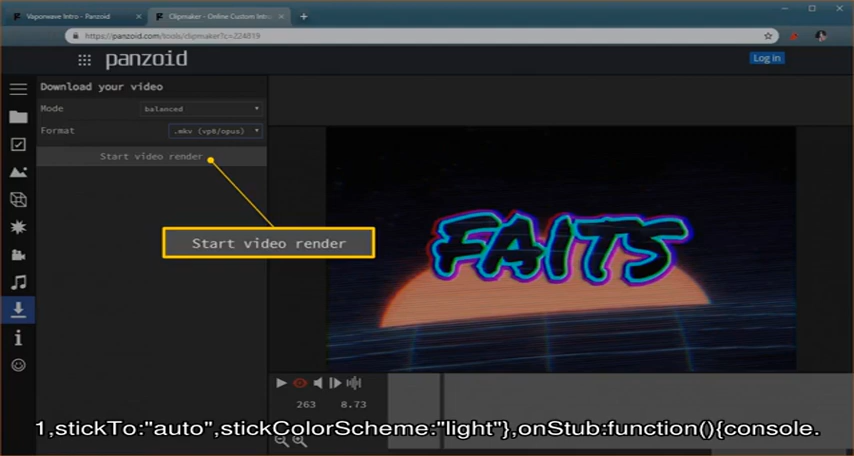 Vaporwave Intro - Panzoid
Clipmaker - Online Custom Intro
https://panzoid.com/tools/clipmaker?c=224819
panzoid
Log in
Download your video
Mode
balanced
Format
.mkv (vp8/opus)
Start video render
Start video render
FAITS
263
8.73
1,stickTo:"auto",stickColorScheme:"light"},onStub:function(){console.